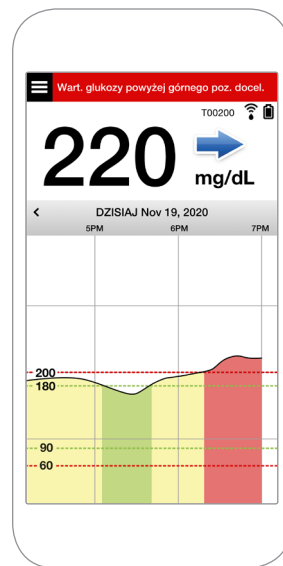 Wart. glukozy powyżej górnego poz. docel.
T00200
220
mg/dL
DZISIAJ Nov 19, 2020
5PM 6PM 7PM
200
180
90
60